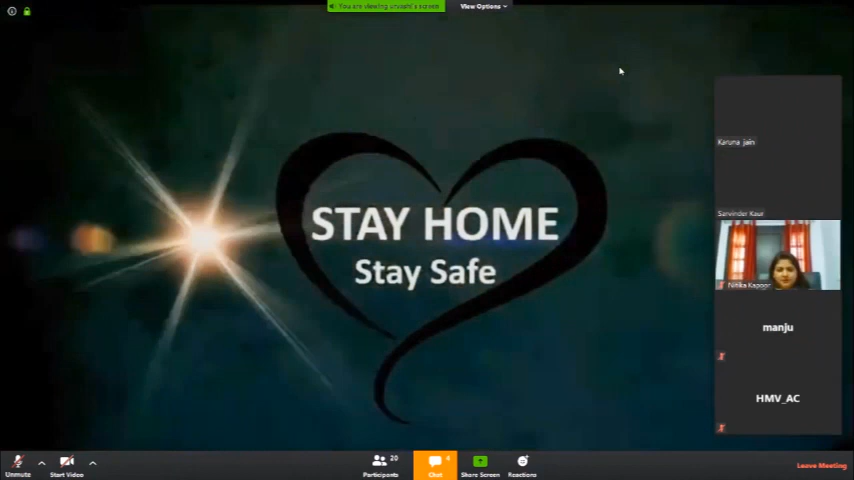 You are viewing urvashi's screen
View Options
STAY HOME
Stay Safe
Karuna jain
Sarvinder Kaur
Nitika Kapoor
manju
HMV_AC
Unmute
Start Video
20
Participants
Chat
Share Screen
Reactions
Leave Meeting